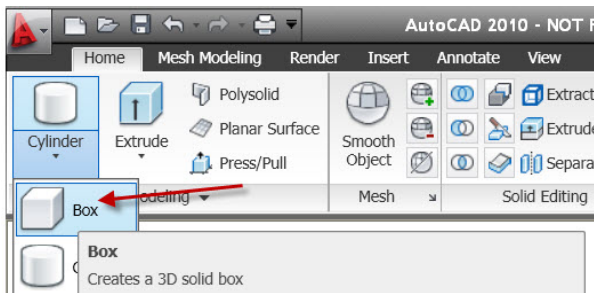 AutoCAD 2010 - NOT F
Home Mesh Modeling Render Insert Annotate View
Polysolid Extract
Planar Surface Extrude
Cylinder Extrude Press/Pull Smooth Object Separa
odeling Mesh Solid Editing
Box
Box
Creates a 3D solid box